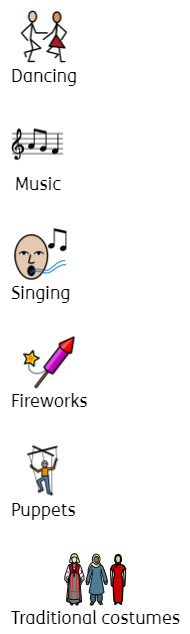 Dancing
Music
Singing
Fireworks
Puppets
Traditional costumes